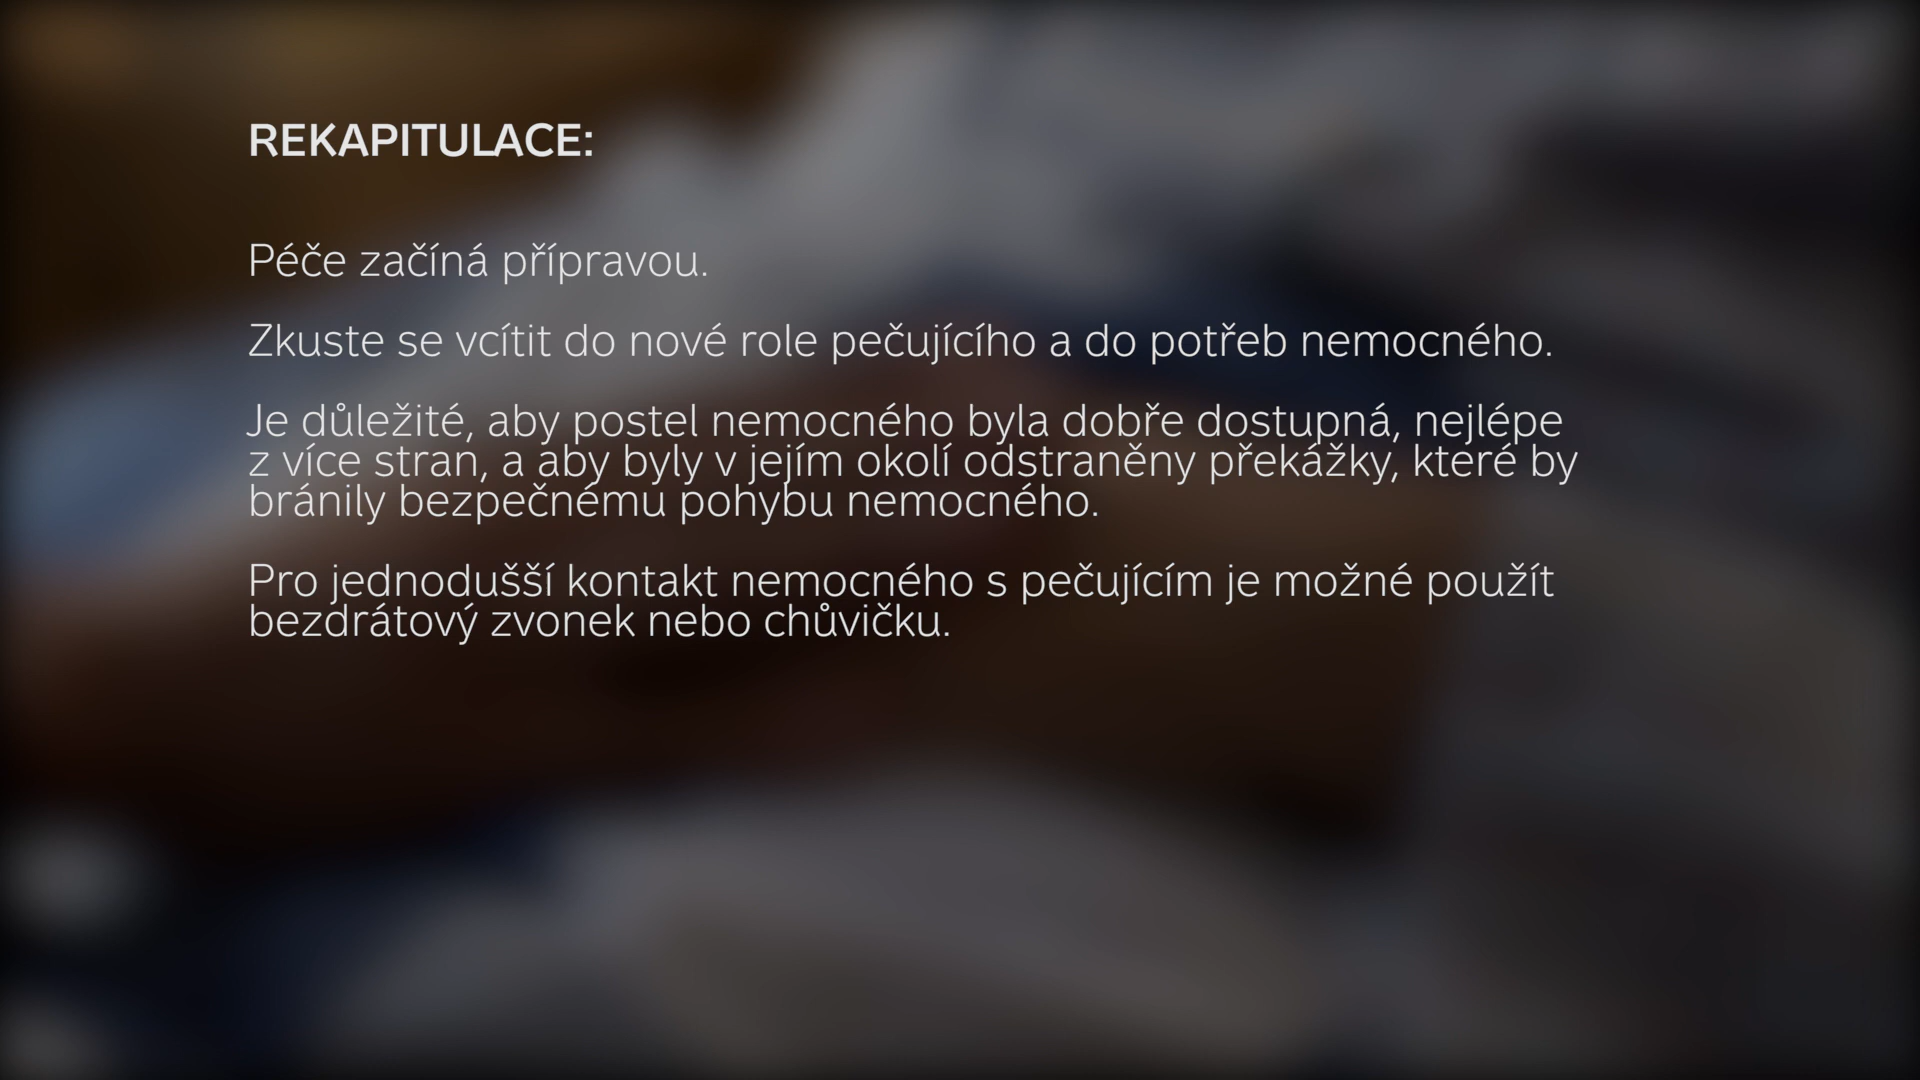 REKAPITULACE:
Péče začíná přípravou.
Zkuste se vcítit do nové role pečujícího a do potřeb nemocného.
Je důležité, aby postel nemocného byla dobře dostupná, nejlépe
z více stran, a aby byly v jejím okolí odstraněny překážky, které by
bránily bezpečnému pohybu nemocného.
Pro jednodušší kontakt nemocného s pečujícím je možné použít
bezdrátový zvonek nebo chůvičku.